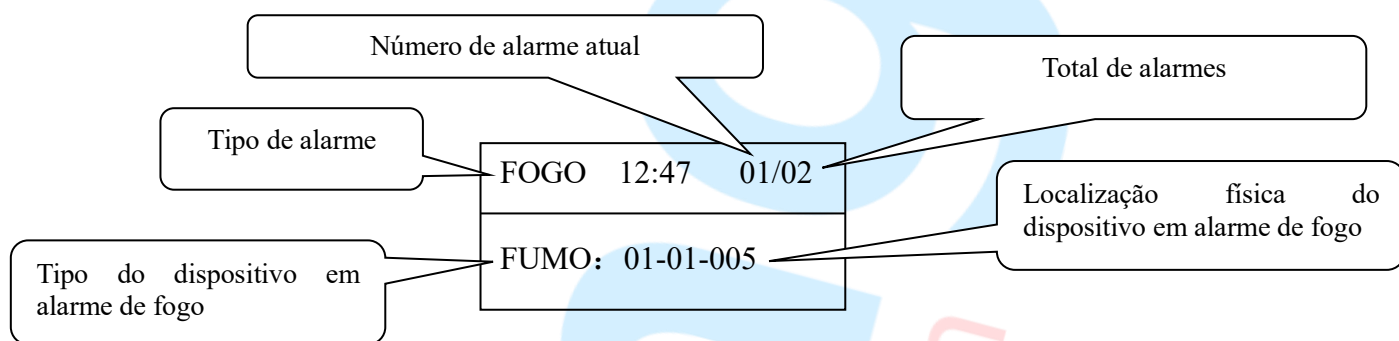 Número de alarme atual
Total de alarmes
Tipo de alarme
FOGO 12:47 01/02
Localização física do
dispositivo em alarme de fogo
FUMO： 01-01-005
Tipo do dispositivo em
alarme de fogo